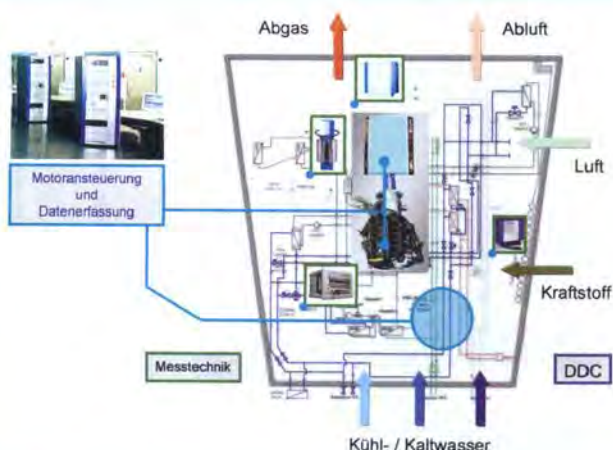 Abgas
Abluft
Luft
Motoransteuerung
und
Datenerfassung
Kraftstoff
Messtechnik
DDC
Kühl- / Kaltwasser